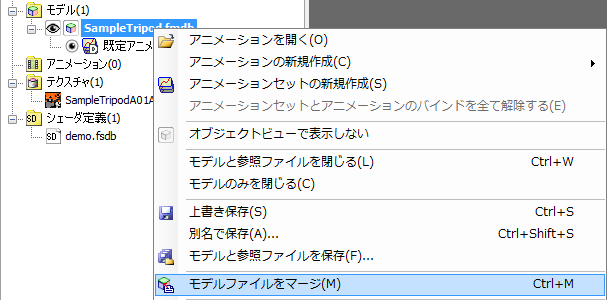 モデル(1)
SampleTripod.fmdb
既定アニメ
アニメーション(0)
テクスチャ(1)
SampleTripodA01A
シェーダ定義(1)
demo.fsdb
アニメーションを開く(O)
アニメーションの新規作成(C)
アニメーションセットの新規作成(S)
アニメーションセットとアニメーションのバインドを全て解除する(E)
オブジェクトビューで表示しない
モデルと参照ファイルを閉じる(L) Ctrl+W
モデルのみを閉じる(C)
上書き保存(S) Ctrl+S
別名で保存(A)... Ctrl+Shift+S
モデルと参照ファイルを保存(F)...
モデルファイルをマージ(M) Ctrl+M